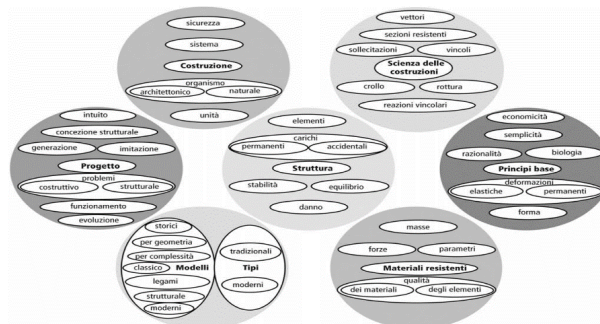 sicurezza
sistema
Costruzione
organismo
architettonico naturale
unità
vettori
sezioni resistenti
sollecitazioni vincoli
Scienza delle
costruzioni
crollo rottura
reazioni vincolari
intuito
concezione strutturale
generazione imitazione
Progetto
problemi
costruttivo strutturale
funzionamento
evoluzione
elementi
carichi
permanenti accidentali
Struttura
stabilità equilibrio
danno
economicità
semplicità
razionalità biologia
Principi base
deformazioni
elastiche permanenti
forma
storici
per geometria
per complessità
classico Modelli
legami
strutturale
moderni
tradizionali
Tipi
moderni
masse
forze parametri
Materiali resistenti
qualità
dei materiali degli elementi